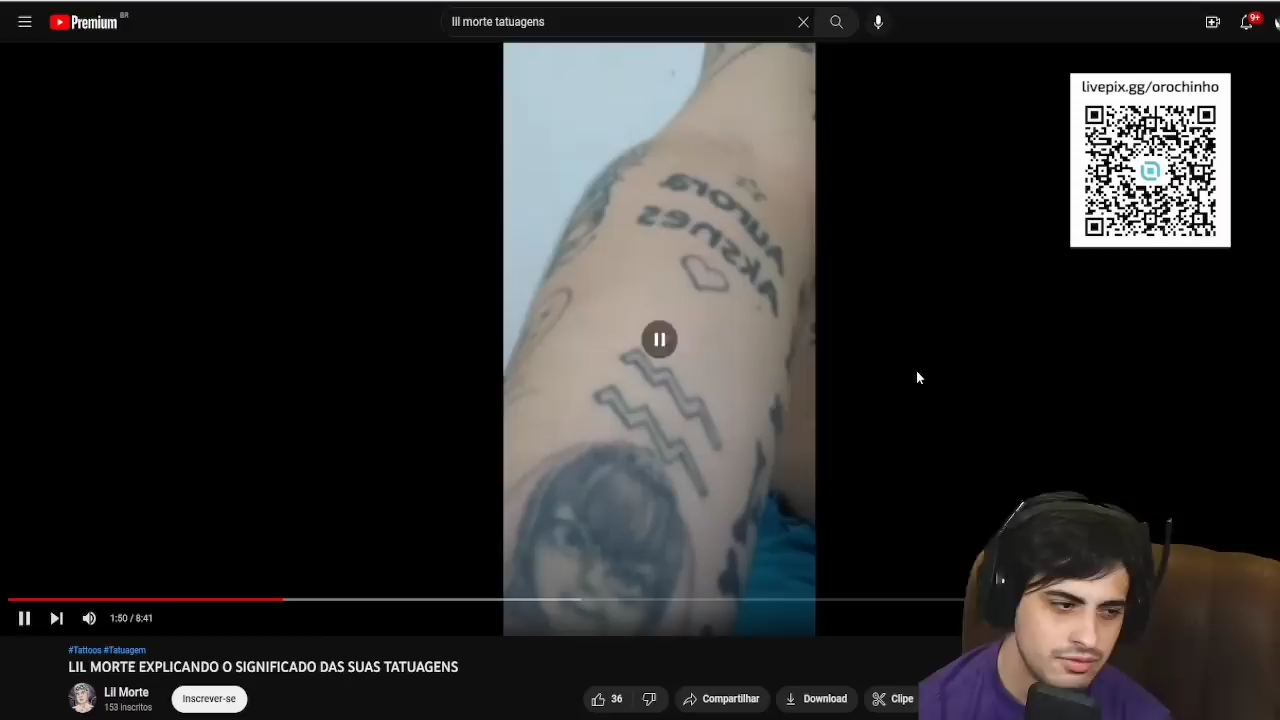 Premium BR
lil morte tatuagens
9+
livepix.gg/orochinho
Aurora
Aksnes
1:50 / 8:41
#Tattoos #Tatuagem
LIL MORTE EXPLICANDO O SIGNIFICADO DAS SUAS TATUAGENS
Lil Morte
153 inscritos
Inscrever-se
36
Compartilhar
Download
Clipe